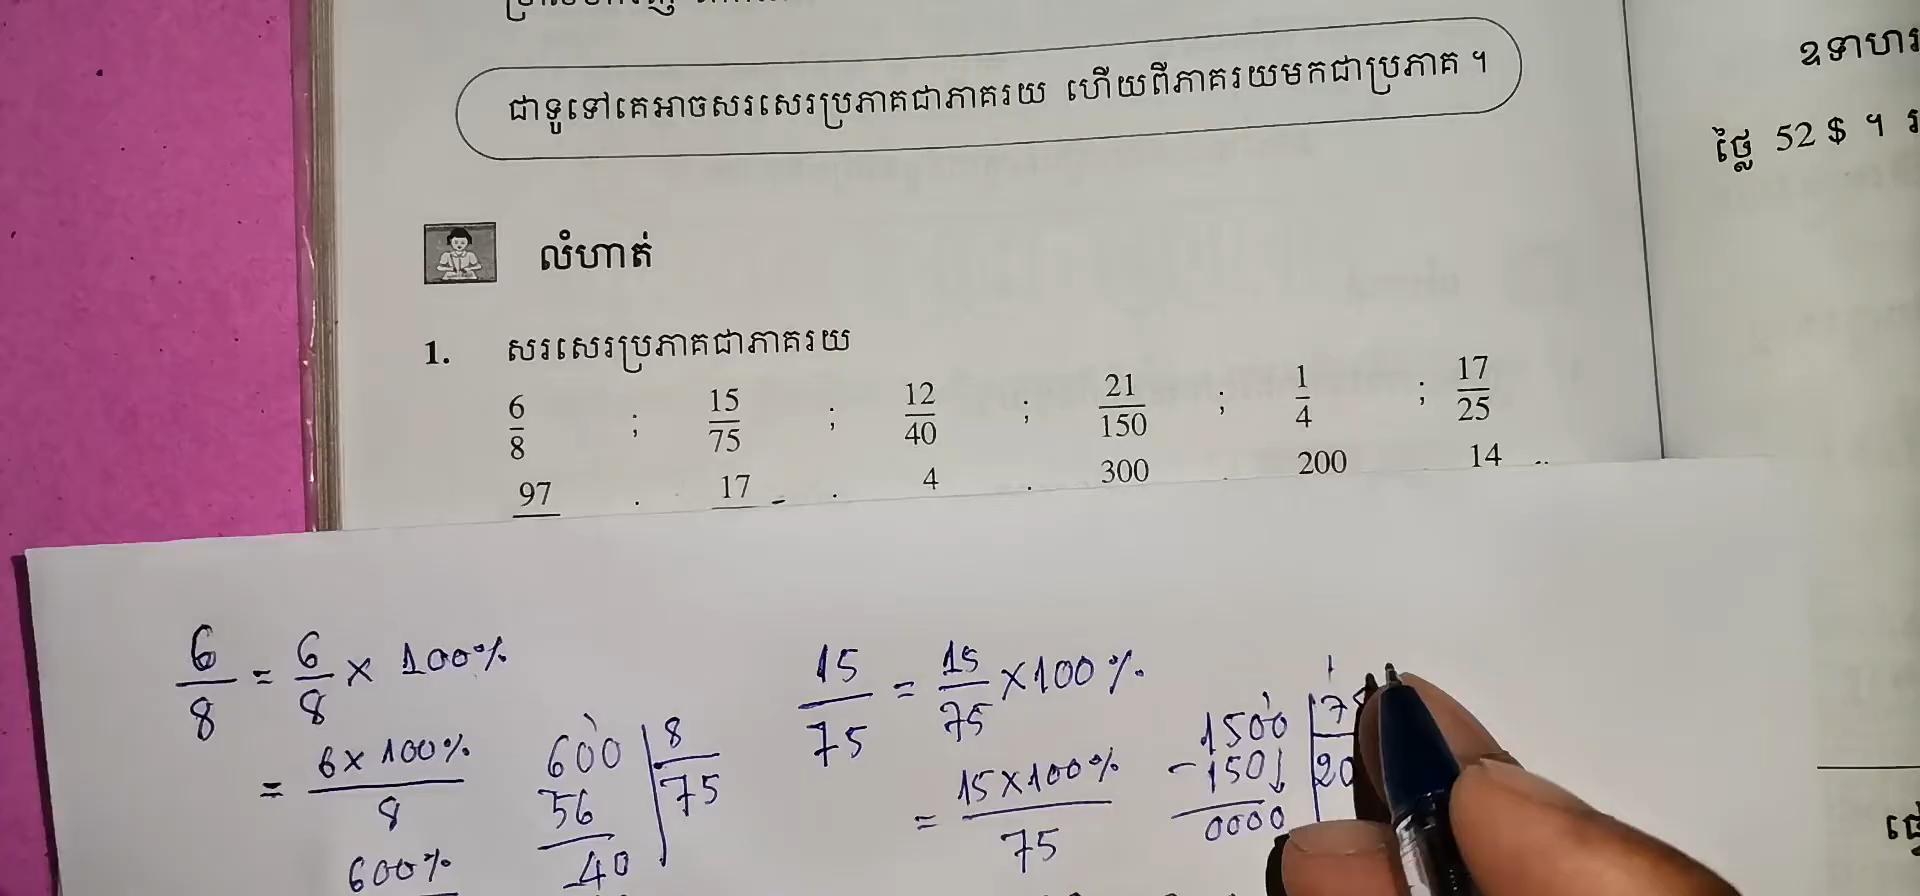 ជាទូទៅគេអាចសរសេរប្រភាគជាភាគរយ ហើយពីភាគរយមកជាប្រភាគ ។
លំហាត់
1. សរសេរប្រភាគជាភាគរយ
6/8 ; 15/75 ; 12/40 ; 21/150 ; 1/4 ; 17/25
97 . 17 . 4 . 300 . 200 14
ថ្លៃ 52 $ ។
6/8 = 6/8 × 100%
= 6 × 100% / 8
600 | 8
56 | 75
40
600%
15/75 = 15/75 × 100%
= 15 × 100% / 75
1500
-150 | 20
0000